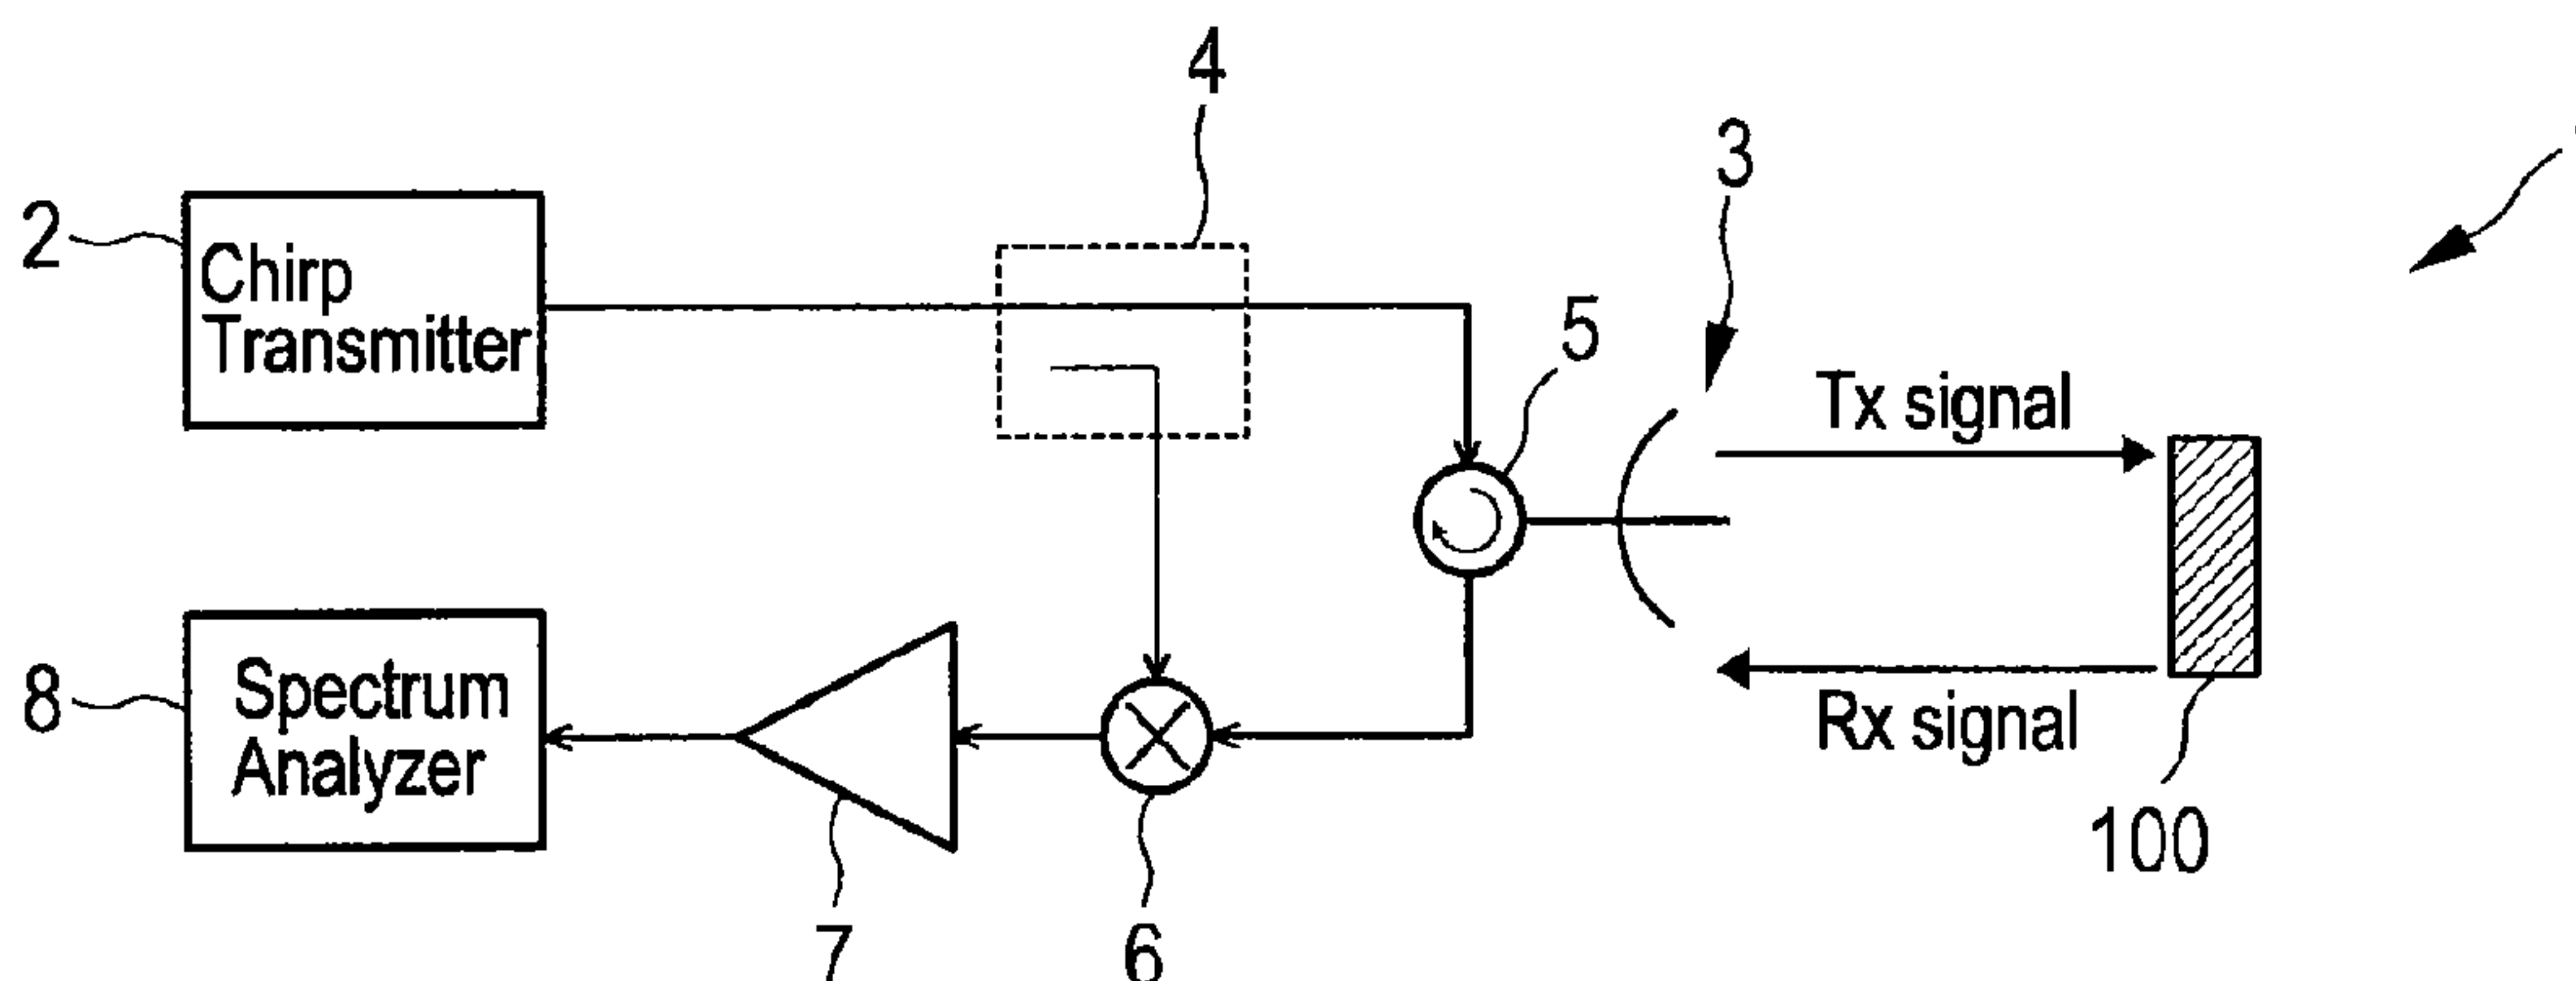 4
3
2
Chirp
Transmitter
5
Tx signal
8
Spectrum
Analyzer
Rx signal
100
7
6